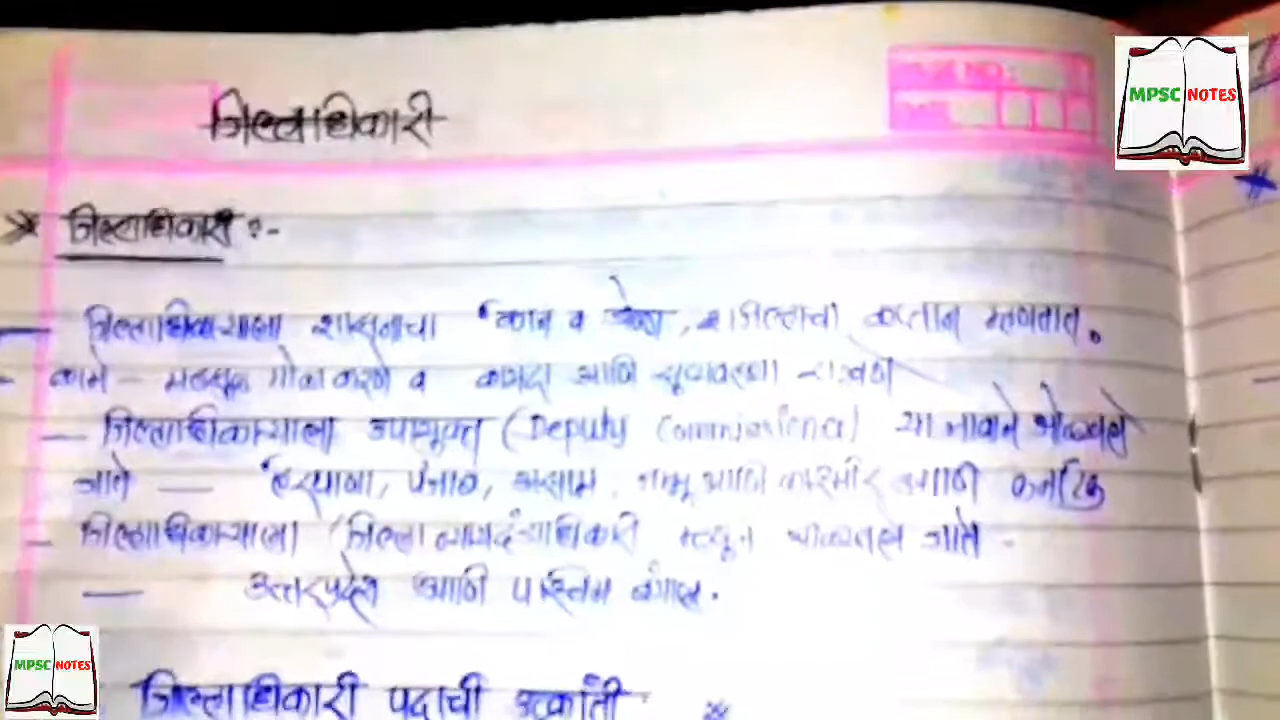 जिल्हाधिकारी
MPSC NOTES
* जिल्हाधिकारी :-
— जिल्हाधिकाऱ्याला शासनाचा 'कान व डोळा, व जिल्ह्याचा कप्तान म्हणतात.
- कामे - महसूल गोळा करणे व कायदा आणि सुव्यवस्था राखणे
— जिल्हाधिकाऱ्याला उपायुक्त (Deputy या नावाने ओळखले
जाते — हरियाणा, पंजाब, आसाम, जम्मू आणि काश्मीर आणि कर्नाटक
- जिल्हाधिकाऱ्याला जिल्हा न्यायदंडाधिकारी म्हणून ओळखले जाते -
— उत्तरप्रदेश आणि पश्चिम बंगाल.
MPSC NOTES
जिल्हाधिकारी पदाची उत्क्रांती